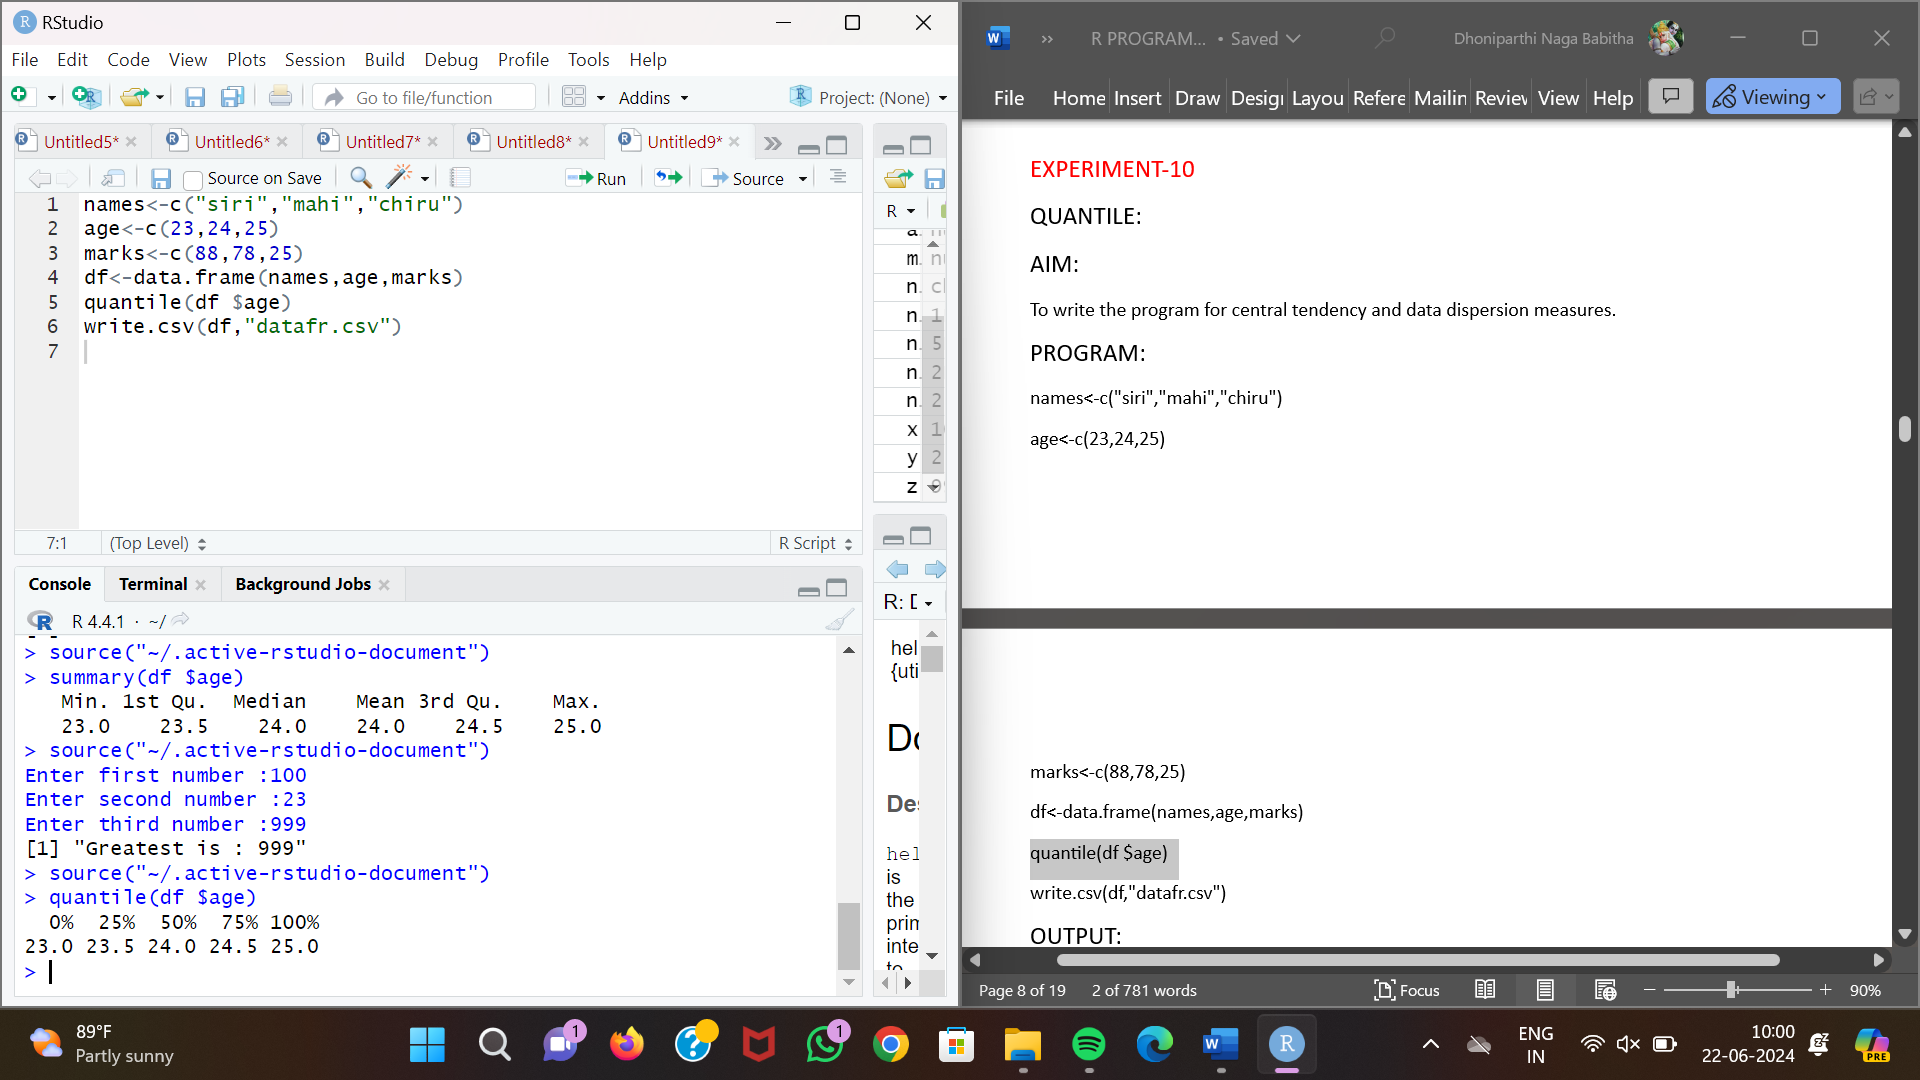 RStudio
File Edit Code View Plots Session Build Debug Profile Tools Help
Go to file/function Addins Project: (None)
Untitled5* Untitled6* Untitled7* Untitled8* Untitled9*
Source on Save Run Source
1 names<-c("siri","mahi","chiru")
2 age<-c(23,24,25)
3 marks<-c(88,78,25)
4 df<-data.frame(names,age,marks)
5 quantile(df $age)
6 write.csv(df,"datafr.csv")
7
7:1 (Top Level) R Script
Console Terminal Background Jobs
R 4.4.1 · ~/
> source("~/.active-rstudio-document")
> summary(df $age)
Min. 1st Qu. Median Mean 3rd Qu. Max.
23.0 23.5 24.0 24.0 24.5 25.0
> source("~/.active-rstudio-document")
Enter first number :100
Enter second number :23
Enter third number :999
[1] "Greatest is : 999"
> source("~/.active-rstudio-document")
> quantile(df $age)
0% 25% 50% 75% 100%
23.0 23.5 24.0 24.5 25.0
>
R
m.
n. c
n. 1
n. 5
n. 2
n. 2
x 1
y 2
z
R: D
hel
{uti
Do
Des
hel
is
the
prim
inte
to
R PROGRAM... • Saved Dhoniparthi Naga Babitha
File Home Insert Draw Desig Layou Refere Mailin Review View Help Viewing
EXPERIMENT-10
QUANTILE:
AIM:
To write the program for central tendency and data dispersion measures.
PROGRAM:
names<-c("siri","mahi","chiru")
age<-c(23,24,25)
marks<-c(88,78,25)
df<-data.frame(names,age,marks)
quantile(df $age)
write.csv(df,"datafr.csv")
OUTPUT:
Page 8 of 19 2 of 781 words Focus 90%
89°F
Partly sunny
1
1
ENG
IN
10:00
22-06-2024
PRE